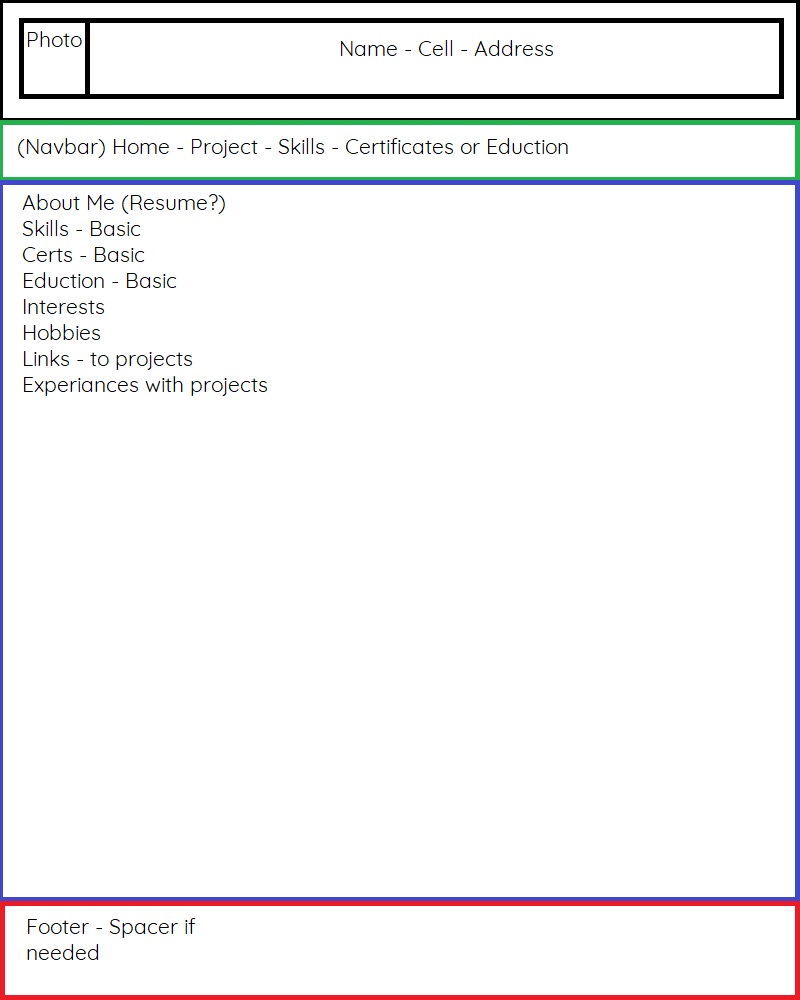 Photo
Name - Cell - Address
(Navbar) Home - Project - Skills - Certificates or Eduction
About Me (Resume?)
Skills - Basic
Certs - Basic
Eduction - Basic
Interests
Hobbies
Links - to projects
Experiances with projects
Footer - Spacer if
needed